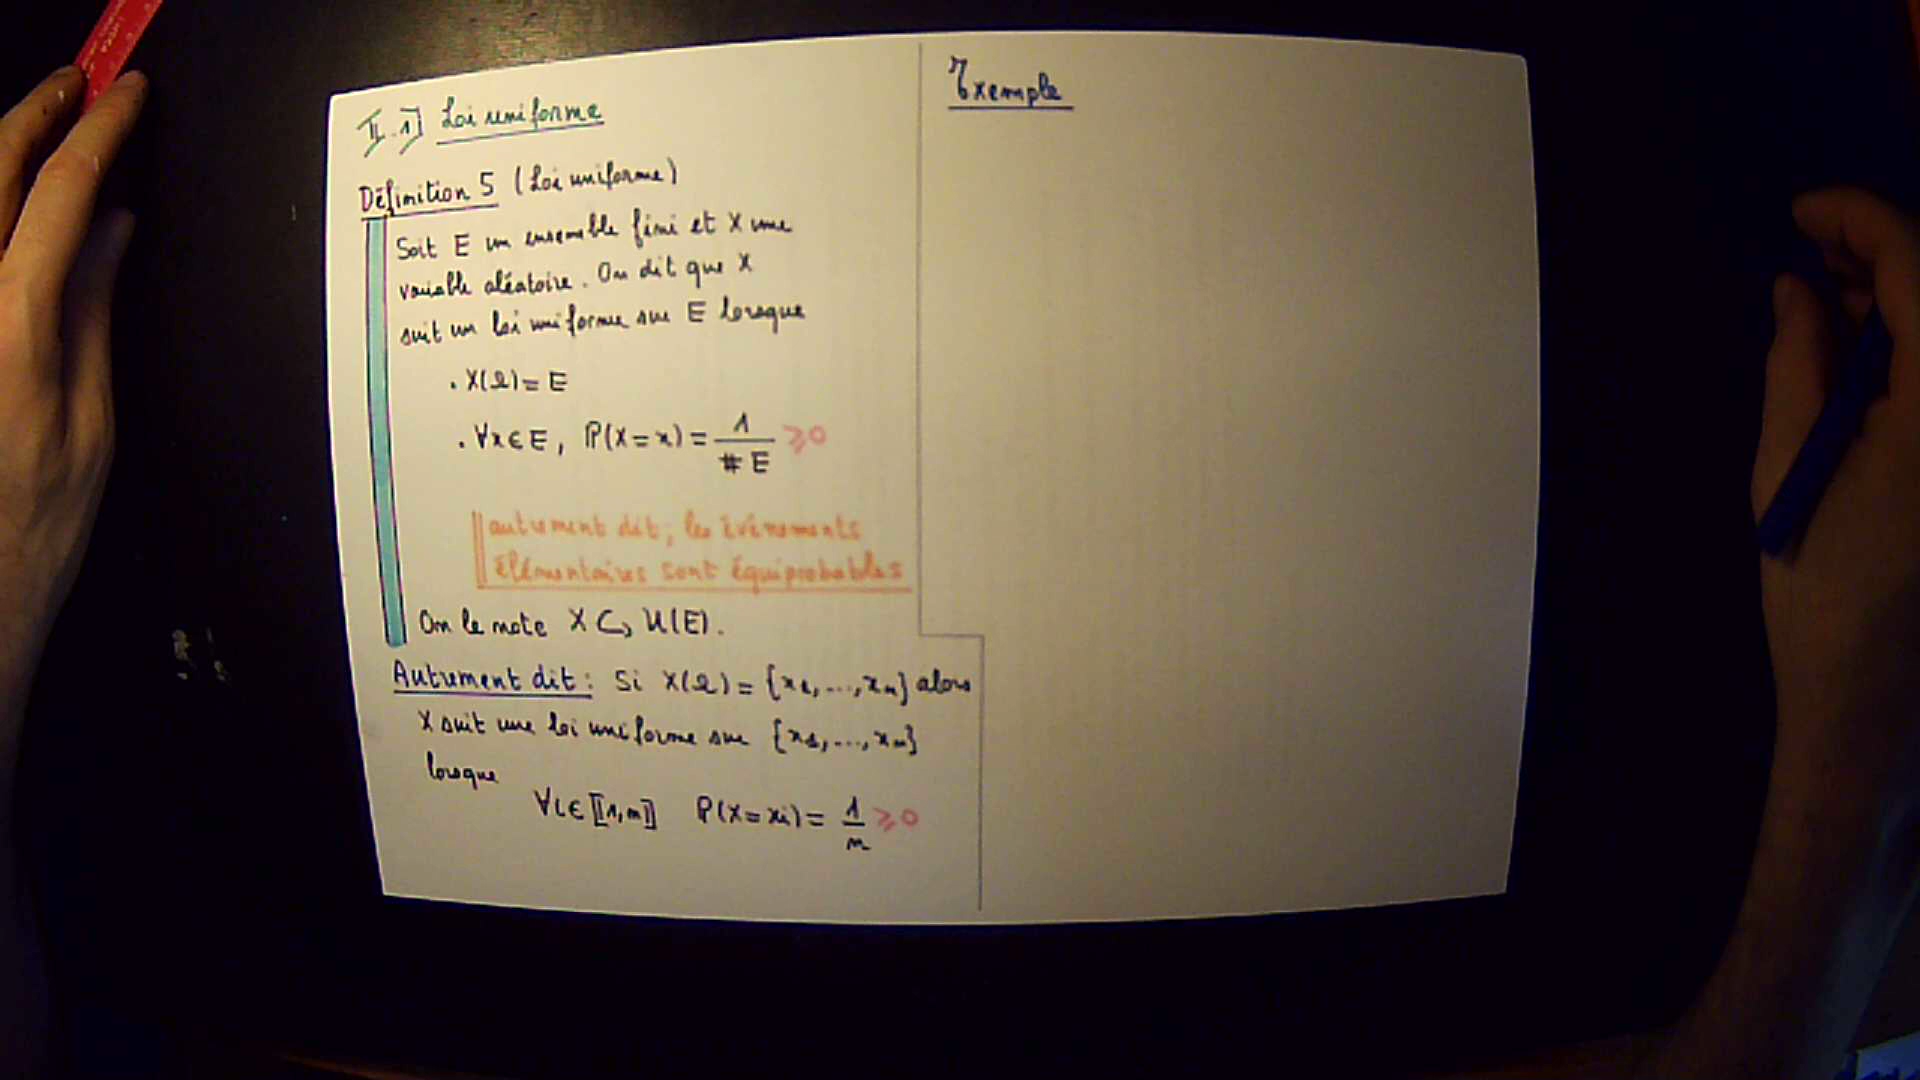 II.1] Loi uniforme
Définition 5 (Loi uniforme)
Soit E un ensemble fini et X une
variable aléatoire. On dit que X
suit un loi uniforme sur E lorsque
. X(Ω) = E
. ∀x ∈ E, P(X = x) = 1 / # E ≥ 0
autrement dit, les événements
élémentaires sont équiprobables
On le note X ↪ U(E).
Autrement dit : Si X(Ω) = {x1, ..., xn} alors
X suit une loi uniforme sur {x1, ..., xn}
lorsque
∀i ∈ ⟦1,n⟧ P(X = xi) = 1 / n ≥ 0
Exemple